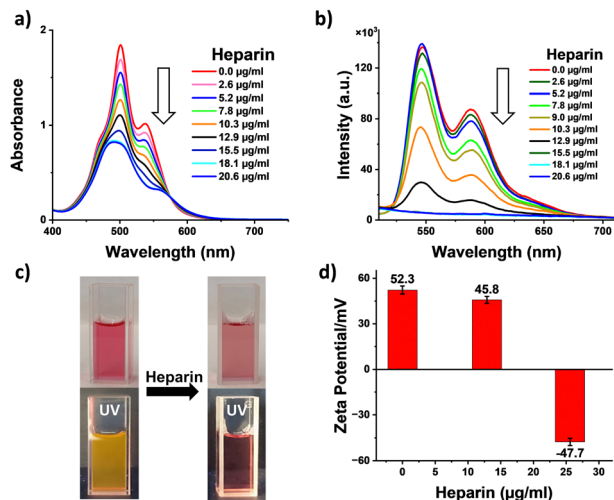 a)
2
1
0
Absorbance
400 500 600 700
Wavelength (nm)
Heparin
0.0 µg/ml
2.6 µg/ml
5.2 µg/ml
7.8 µg/ml
10.3 µg/ml
12.9 µg/ml
15.5 µg/ml
18.1 µg/ml
20.6 µg/ml
b)
×10³
120
80
40
0
Intensity (a.u.)
550 600 650 700
Wavelength (nm)
Heparin
0.0 µg/ml
2.6 µg/ml
5.2 µg/ml
7.8 µg/ml
9.0 µg/ml
10.3 µg/ml
12.9 µg/ml
15.5 µg/ml
18.1 µg/ml
20.6 µg/ml
c)
Heparin
UV
UV
d)
60
30
0
−30
−60
Zeta Potential/mV
52.3
45.8
-47.7
0 5 10 15 20 25 30
Heparin (µg/ml)